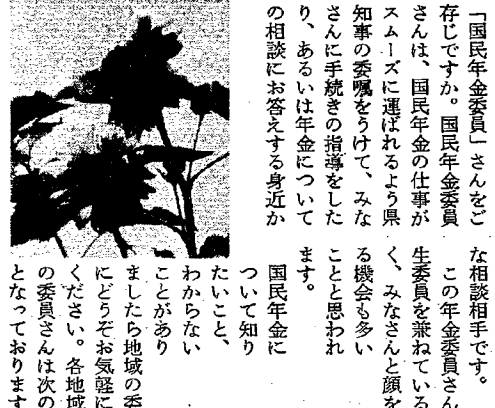 「国民年金委員」さんをご
存じですか。国民年金委員
さんは、国民年金の仕事が
スムーズに運ばれるよう県
知事の委嘱をうけて、みな
さんに手続きの指導をした
り、あるいは年金について
の相談にお答えする身近か
な相談相手です。
この年金委員さん
生委員を兼ねている
く、みなさんと顔を
る機会も多い
ことと思われ
ます。
国民年金に
ついて知り
たいこと、
わからない
ことがあり
ましたら地域の委
にどうぞお気軽に
ください。各地域
の委員さんは次の
となっております